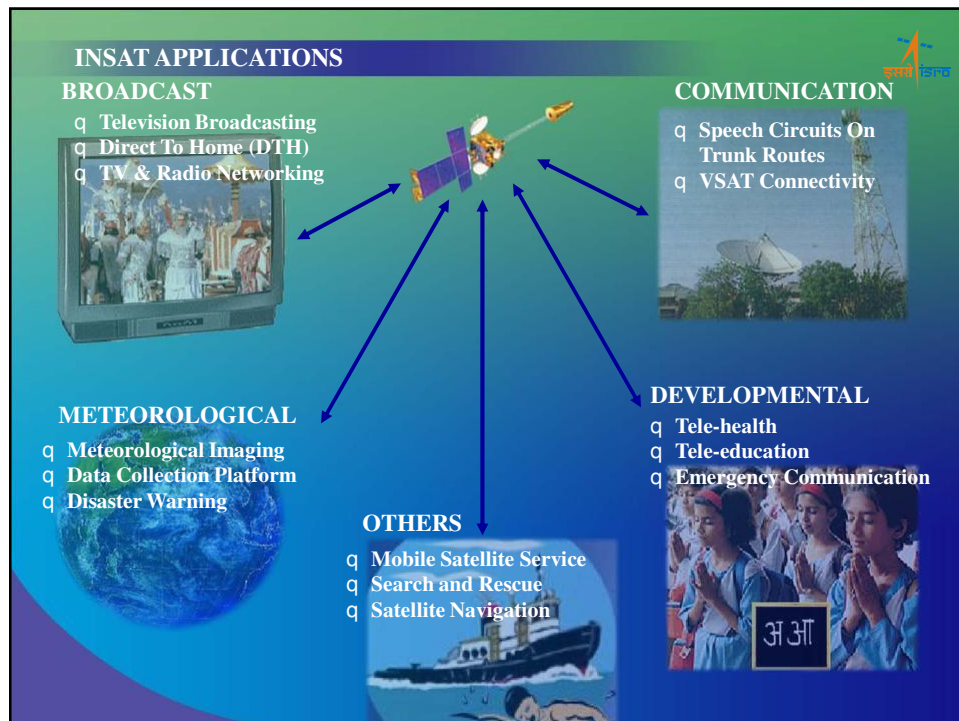 INSAT APPLICATIONS
इसरो isro
BROADCAST
q Television Broadcasting
q Direct To Home (DTH)
q TV & Radio Networking
COMMUNICATION
q Speech Circuits On
Trunk Routes
q VSAT Connectivity
METEOROLOGICAL
q Meteorological Imaging
q Data Collection Platform
q Disaster Warning
DEVELOPMENTAL
q Tele-health
q Tele-education
q Emergency Communication
OTHERS
q Mobile Satellite Service
q Search and Rescue
q Satellite Navigation
अ आ